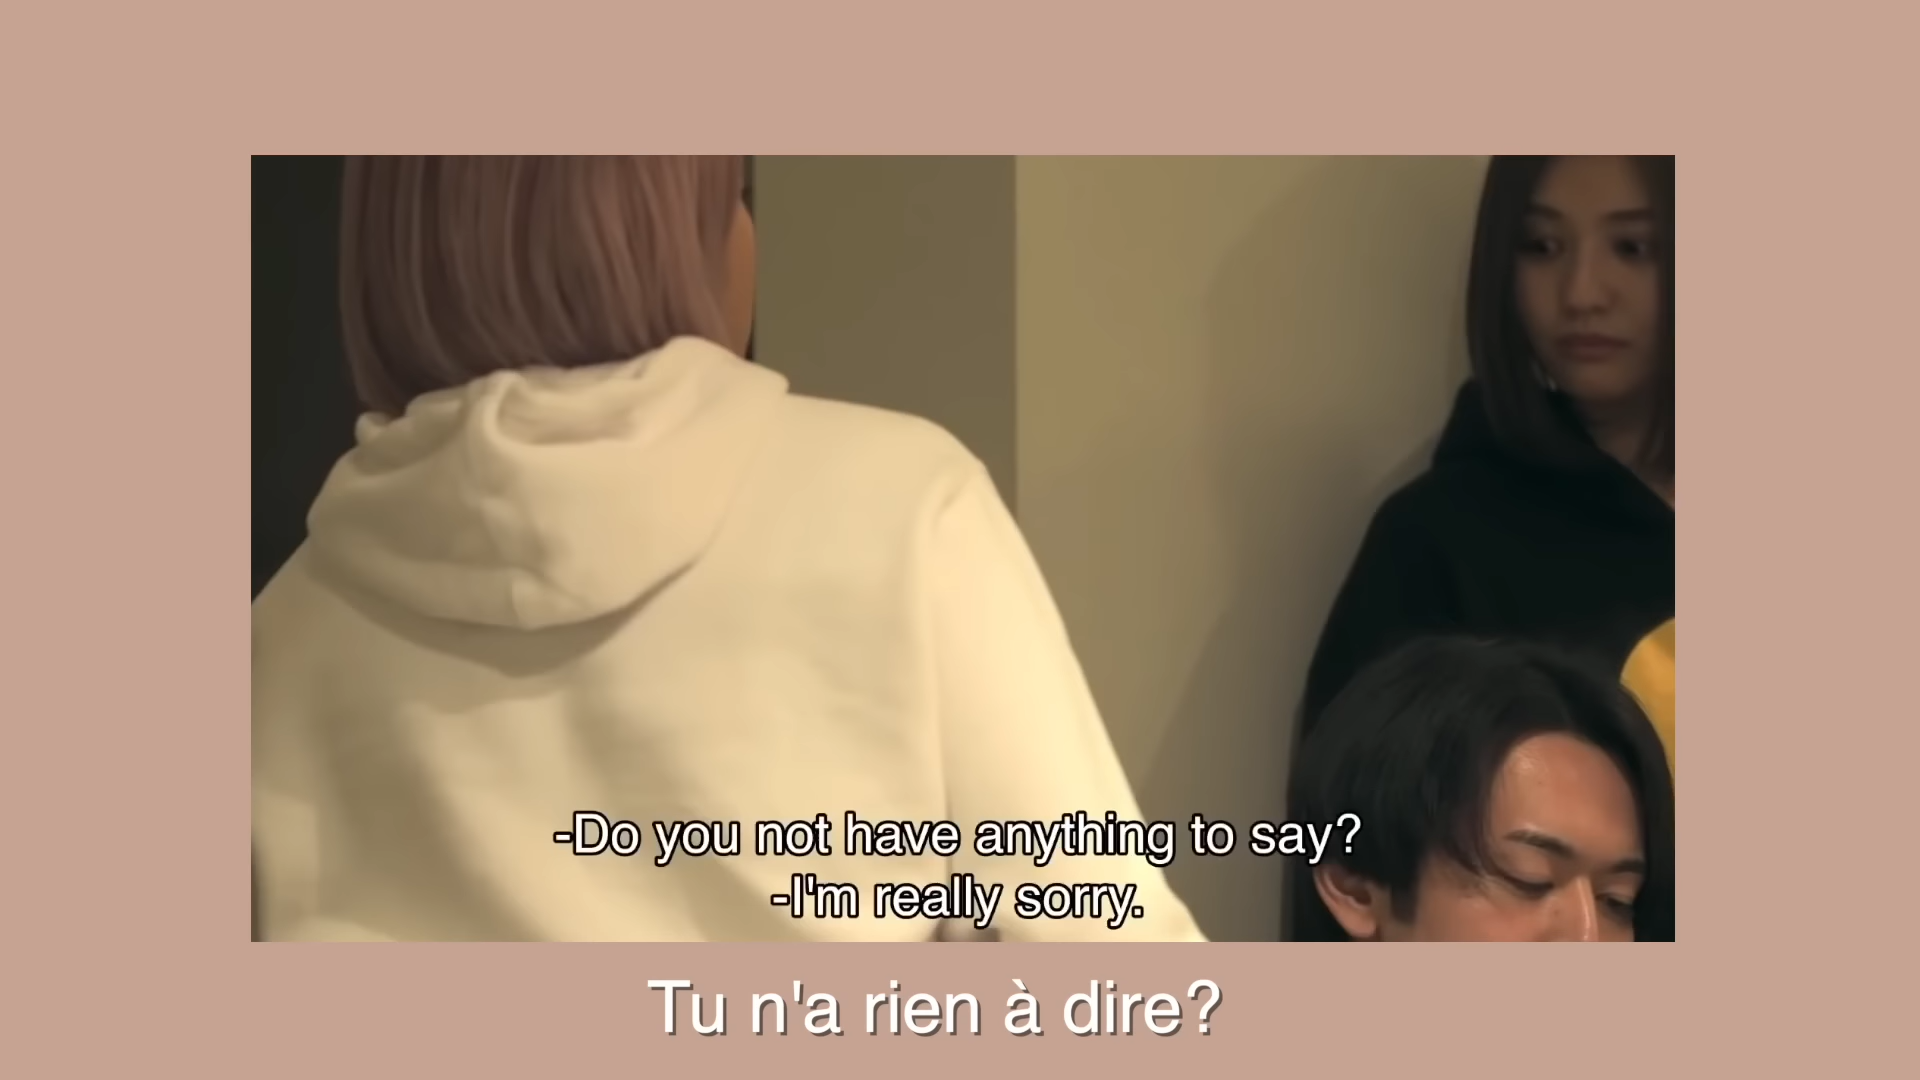 -Do you not have anything to say?
-I'm really sorry.
Tu n'a rien à dire?